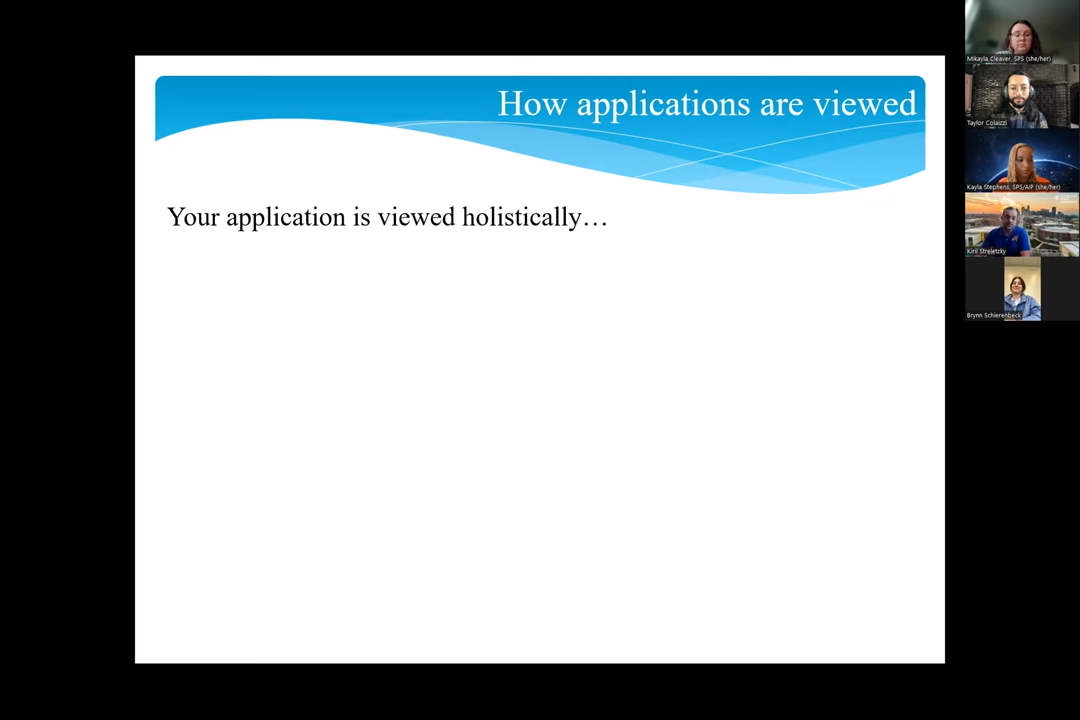 How applications are viewed
Your application is viewed holistically…
Mikayla Cleaver, SPS (she/her)
Taylor Colaizzi
Kayla Stephens, SPS/AIP (she/her)
Kiril Streletzky
Brynn Schierenbeck